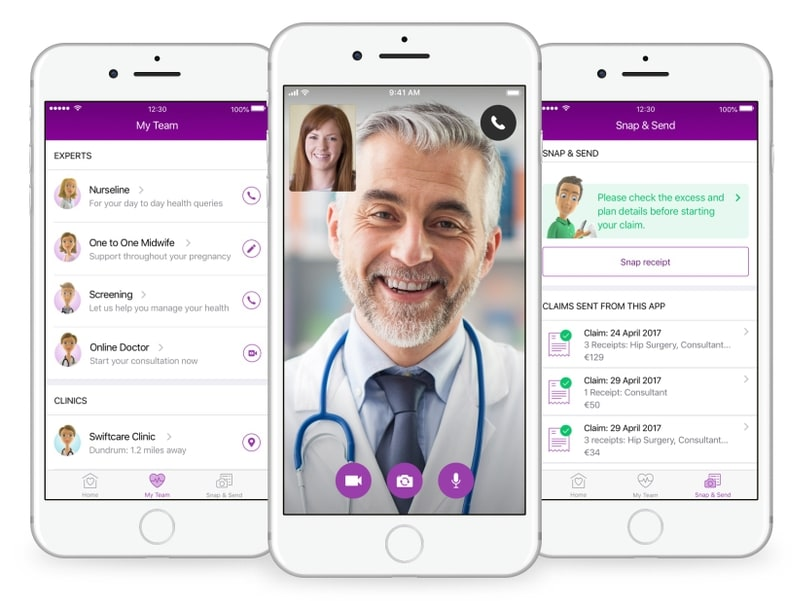 12:30
100%
My Team
EXPERTS
Nurseline
For your day to day health queries
One to One Midwife
Support throughout your pregnancy
Screening
Let us help you manage your health
Online Doctor
Start your consultation now
CLINICS
Swiftcare Clinic
Dundrum: 1.2 miles away
Home
My Team
Snap & Send
9:41 AM
12:30
100%
Snap & Send
SNAP & SEND
Please check the excess and
plan details before starting
your claim.
Snap receipt
CLAIMS SENT FROM THIS APP
Claim: 24 April 2017
3 Receipts: Hip Surgery, Consultant...
€129
Claim: 29 April 2017
1 Receipt: Consultant
€50
Claim: 29 April 2017
3 receipts: Hip Surgery, Consultant...
€34
Home
My Team
Snap & Send